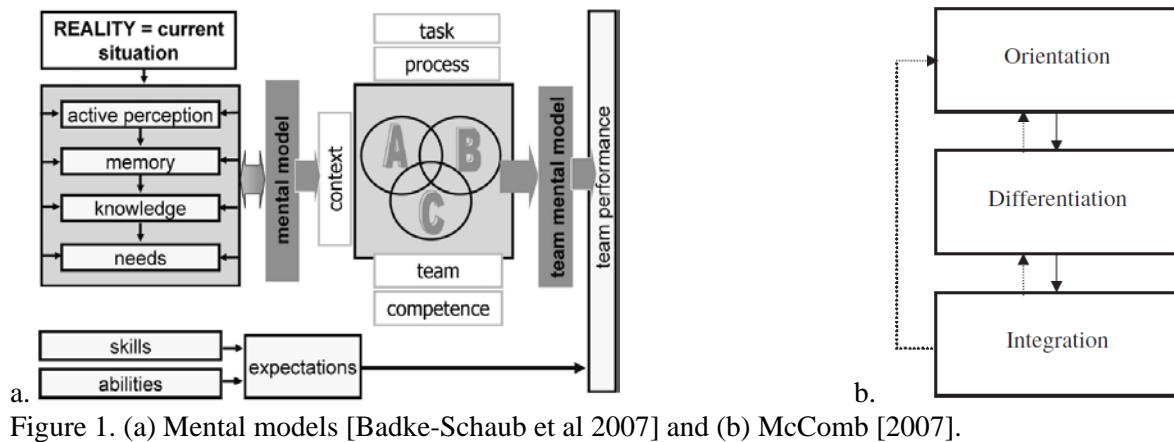 REALITY = current
situation
active perception
memory
knowledge
needs
mental model
context
task
process
A B
C
team
competence
team mental model
team performance
skills
abilities
expectations
a.
Orientation
Differentiation
Integration
b.
Figure 1. (a) Mental models [Badke-Schaub et al 2007] and (b) McComb [2007].